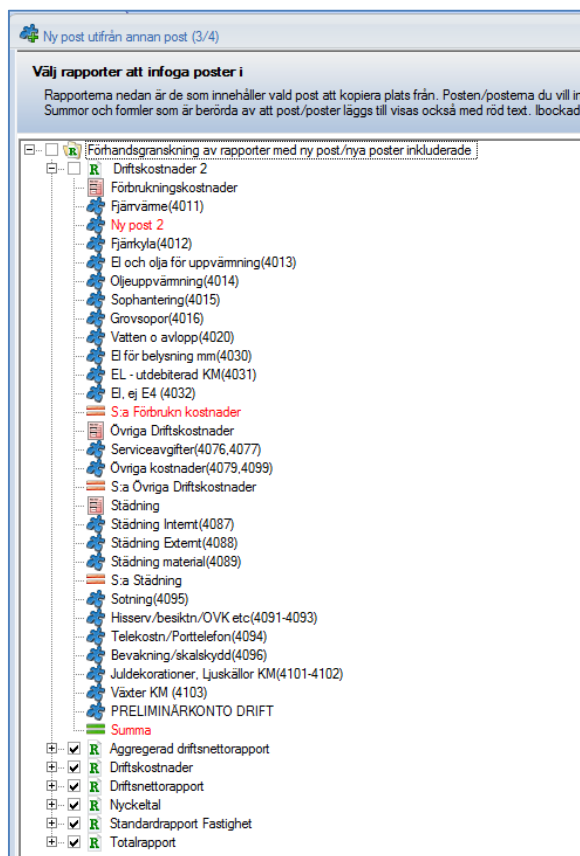 Ny post utifrån annan post (3/4)
Välj rapporter att infoga poster i
Rapporterna nedan är de som innehåller vald post att kopiera plats från. Posten/posterna du vill in
Summor och formler som är berörda av att post/poster läggs till visas också med röd text. Ibockad
Förhandsgranskning av rapporter med ny post/nya poster inkluderade
R Driftskostnader 2
Förbrukningskostnader
Fjärrvärme(4011)
Ny post 2
Fjärrkyla(4012)
El och olja för uppvärmning(4013)
Oljeuppvärmning(4014)
Sophantering(4015)
Grovsopor(4016)
Vatten o avlopp(4020)
El för belysning mm(4030)
EL - utdebiterad KM(4031)
El, ej E4 (4032)
S:a Förbrukn kostnader
Övriga Driftskostnader
Serviceavgifter(4076,4077)
Övriga kostnader(4079,4099)
S:a Övriga Driftskostnader
Städning
Städning Internt(4087)
Städning Externt(4088)
Städning material(4089)
S:a Städning
Sotning(4095)
Hisserv/besiktn/OVK etc(4091-4093)
Telekostn/Porttelefon(4094)
Bevakning/skalskydd(4096)
Juldekorationer, Ljuskällor KM(4101-4102)
Växter KM (4103)
PRELIMINÄRKONTO DRIFT
Summa
R Aggregerad driftsnettorapport
R Driftskostnader
R Driftsnettorapport
R Nyckeltal
R Standardrapport Fastighet
R Totalrapport